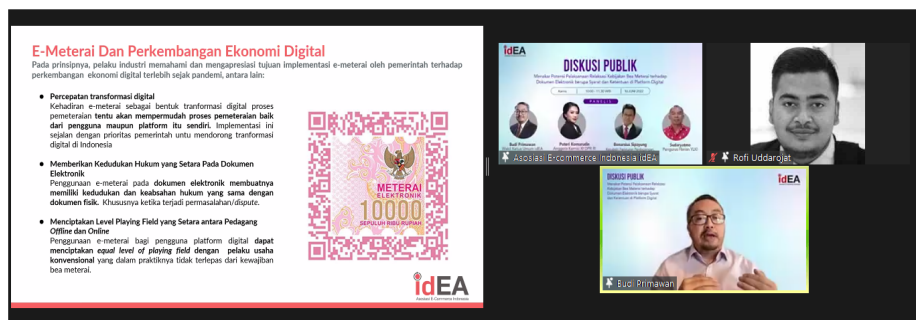 E-Meterai Dan Perkembangan Ekonomi Digital
Pada prinsipnya, pelaku industri memahami dan mengapresiasi tujuan implementasi e-meterai oleh pemerintah terhadap
perkembangan ekonomi digital terlebih sejak pandemi, antara lain:
● Percepatan transformasi digital
Kehadiran e-meterai sebagai bentuk tranformasi digital proses
pemeteraian tentu akan mempermudah proses pemeteraian baik
dari pengguna maupun platform itu sendiri. Implementasi ini
sejalan dengan prioritas pemerintah untu mendorong tranformasi
digital di Indonesia
● Memberikan Kedudukan Hukum yang Setara Pada Dokumen
Elektronik
Penggunaan e-meterai pada dokumen elektronik membuatnya
memiliki kedudukan dan keabsahan hukum yang sama dengan
dokumen fisik. Khususnya ketika terjadi permasalahan/dispute.
● Menciptakan Level Playing Field yang Setara antara Pedagang
Offline dan Online
Penggunaan e-meterai bagi pengguna platform digital dapat
menciptakan equal level of playing field dengan pelaku usaha
konvensional yang dalam praktiknya tidak terlepas dari kewajiban
bea meterai.
METERAI
ELEKTRONIK
10000
SEPULUH RIBU RUPIAH
idEA
Asosiasi E-Commerce Indonesia
idEA
DISKUSI PUBLIK
PANELIS
Budi Primawan
Asosiasi E-commerce Indonesia idEA
Rofi Uddarojat
DISKUSI PUBLIK
idEA
Budi Primawan